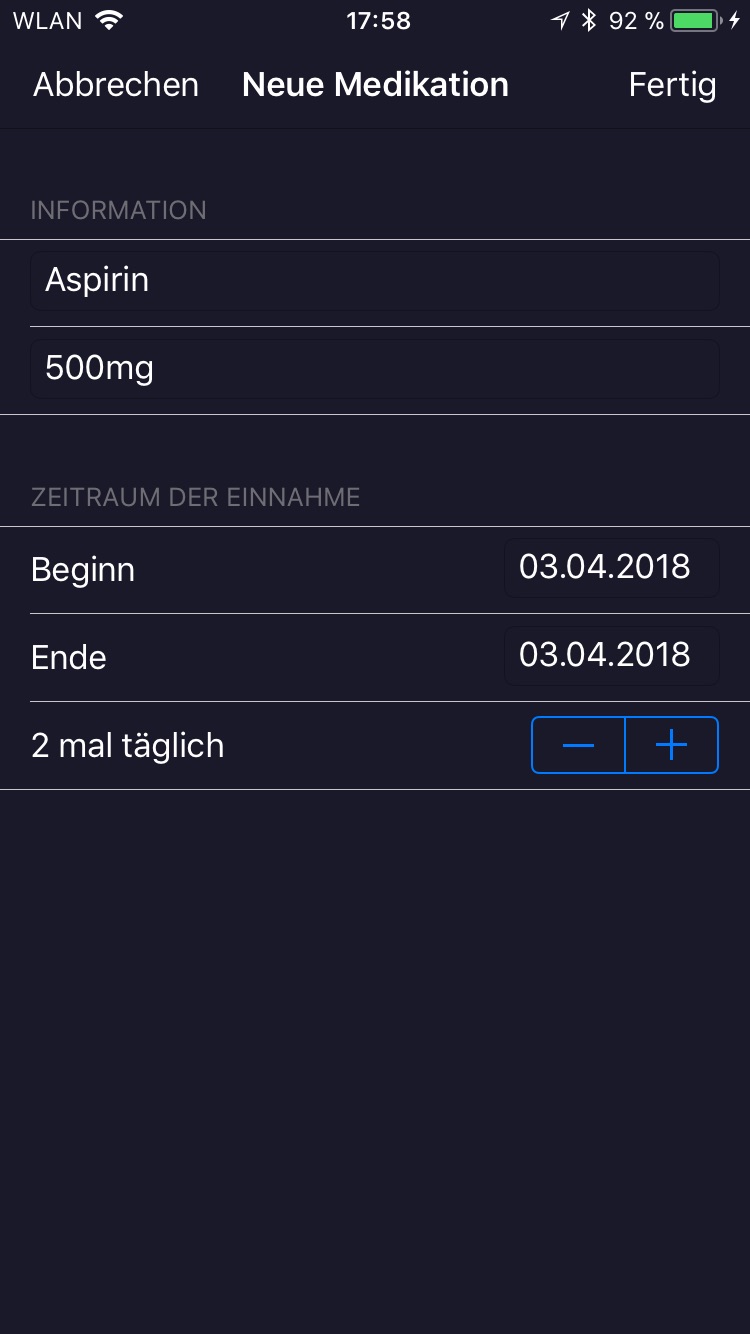 WLAN 17:58 92 %
Abbrechen Neue Medikation Fertig
INFORMATION
Aspirin
500mg
ZEITRAUM DER EINNAHME
Beginn 03.04.2018
Ende 03.04.2018
2 mal täglich